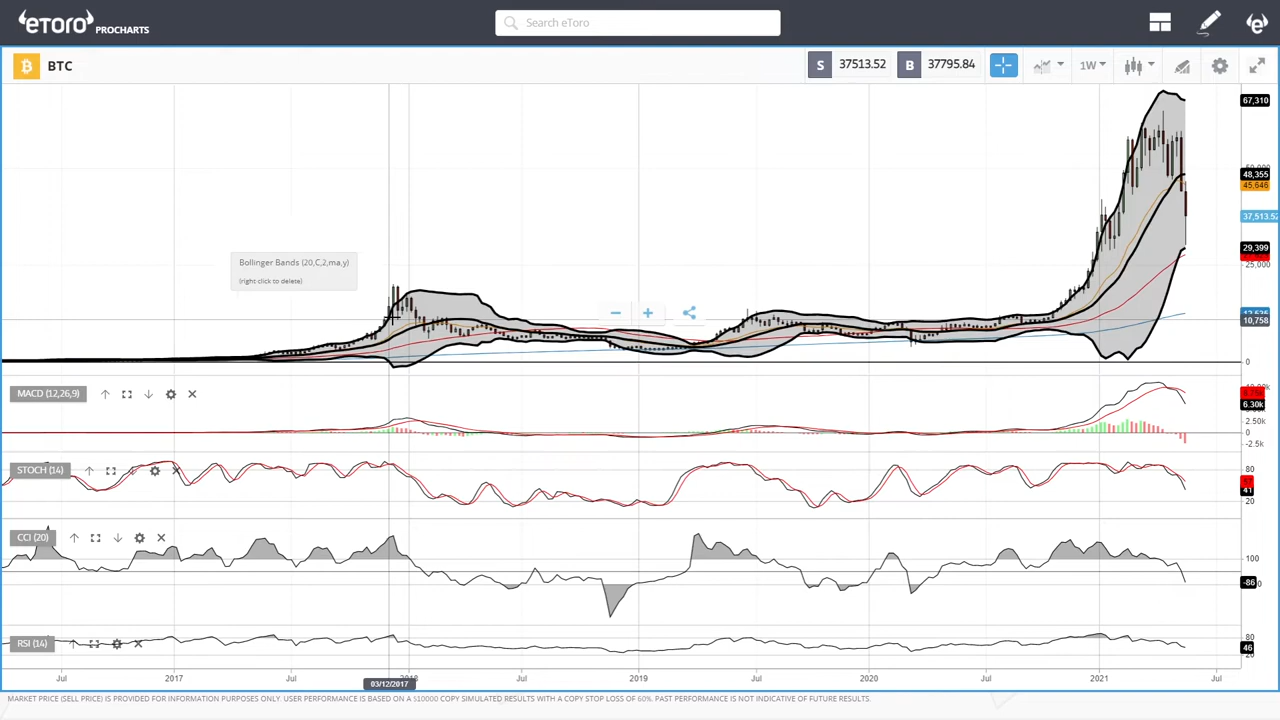 eToro PROCHARTS
Search eToro
BTC
S 37513.52 B 37795.84
1W
67,310
50,000
48,355
45,646
37,513.52
29,399
25,000
10,758
0
Bollinger Bands (20,C,2,ma,y)
(right click to delete)
MACD (12,26,9)
6.30k
2.50k
0
-2.5k
STOCH (14)
80
41
20
CCI (20)
100
-86
RSI (14)
80
46
Jul
2017
Jul
03/12/2017
Jul
2019
Jul
2020
Jul
2021
Jul
MARKET PRICE (SELL PRICE) IS PROVIDED FOR INFORMATION PURPOSES ONLY. USER PERFORMANCE IS BASED ON A $10000 COPY SIMULATED RESULTS WITH A COPY STOP LOSS OF 60%. PAST PERFORMANCE IS NOT INDICATIVE OF FUTURE RESULTS.